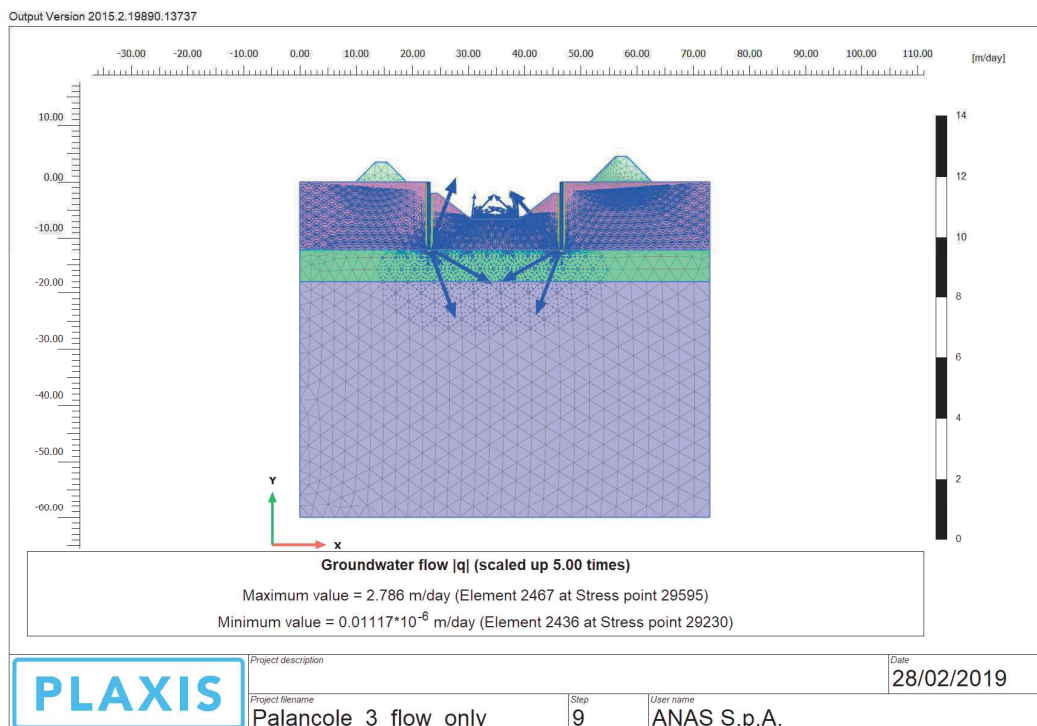 Output Version 2015.2.19890.13737
-30.00 -20.00 -10.00 0.00 10.00 20.00 30.00 40.00 50.00 60.00 70.00 80.00 90.00 100.00 110.00
[m/day]
10.00
0.00
-10.00
-20.00
-30.00
-40.00
-50.00
-60.00
14
12
10
8
6
4
2
0
Y
X
Groundwater flow |q| (scaled up 5.00 times)
Maximum value = 2.786 m/day (Element 2467 at Stress point 29595)
Minimum value = 0.01117*10⁻⁶ m/day (Element 2436 at Stress point 29230)
PLAXIS
Project description
Date
28/02/2019
Project filename
Palancole_3_flow_only
Step
9
User name
ANAS S.p.A.